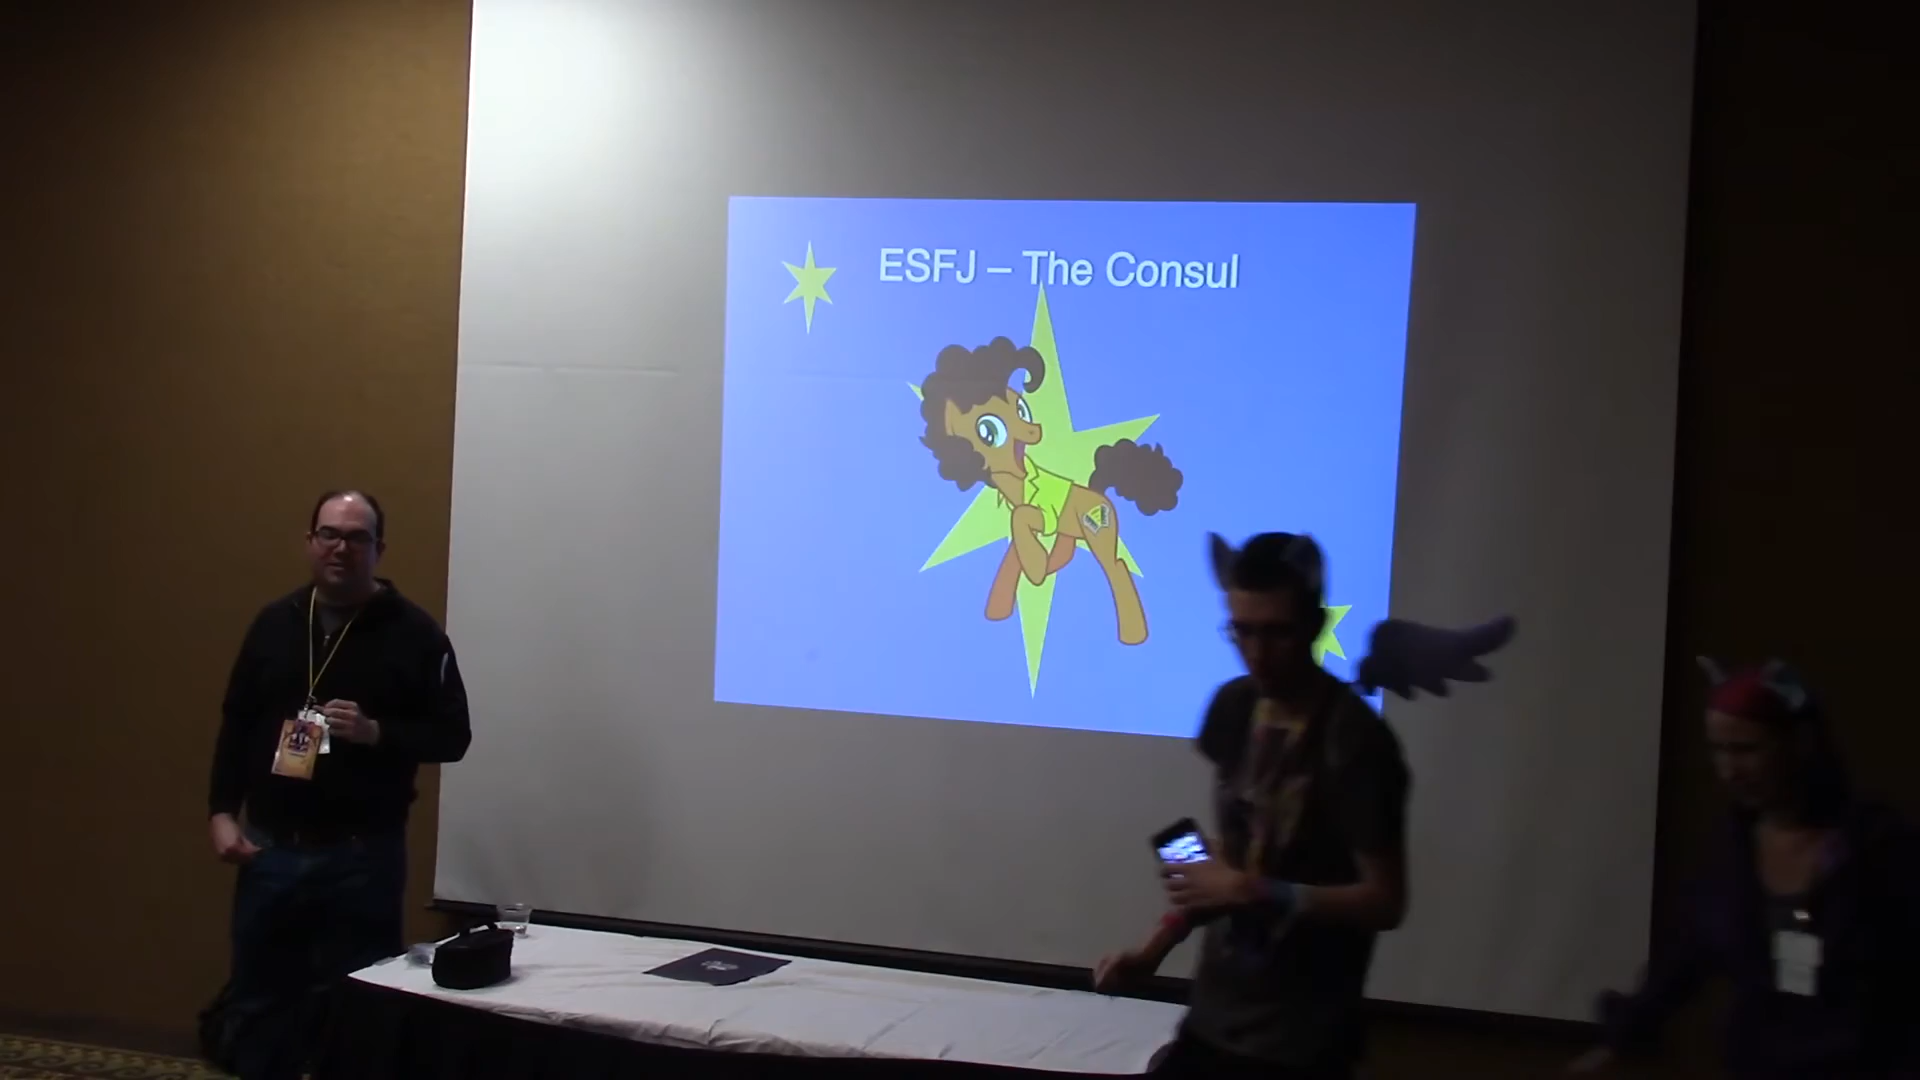 ESFJ – The Consul